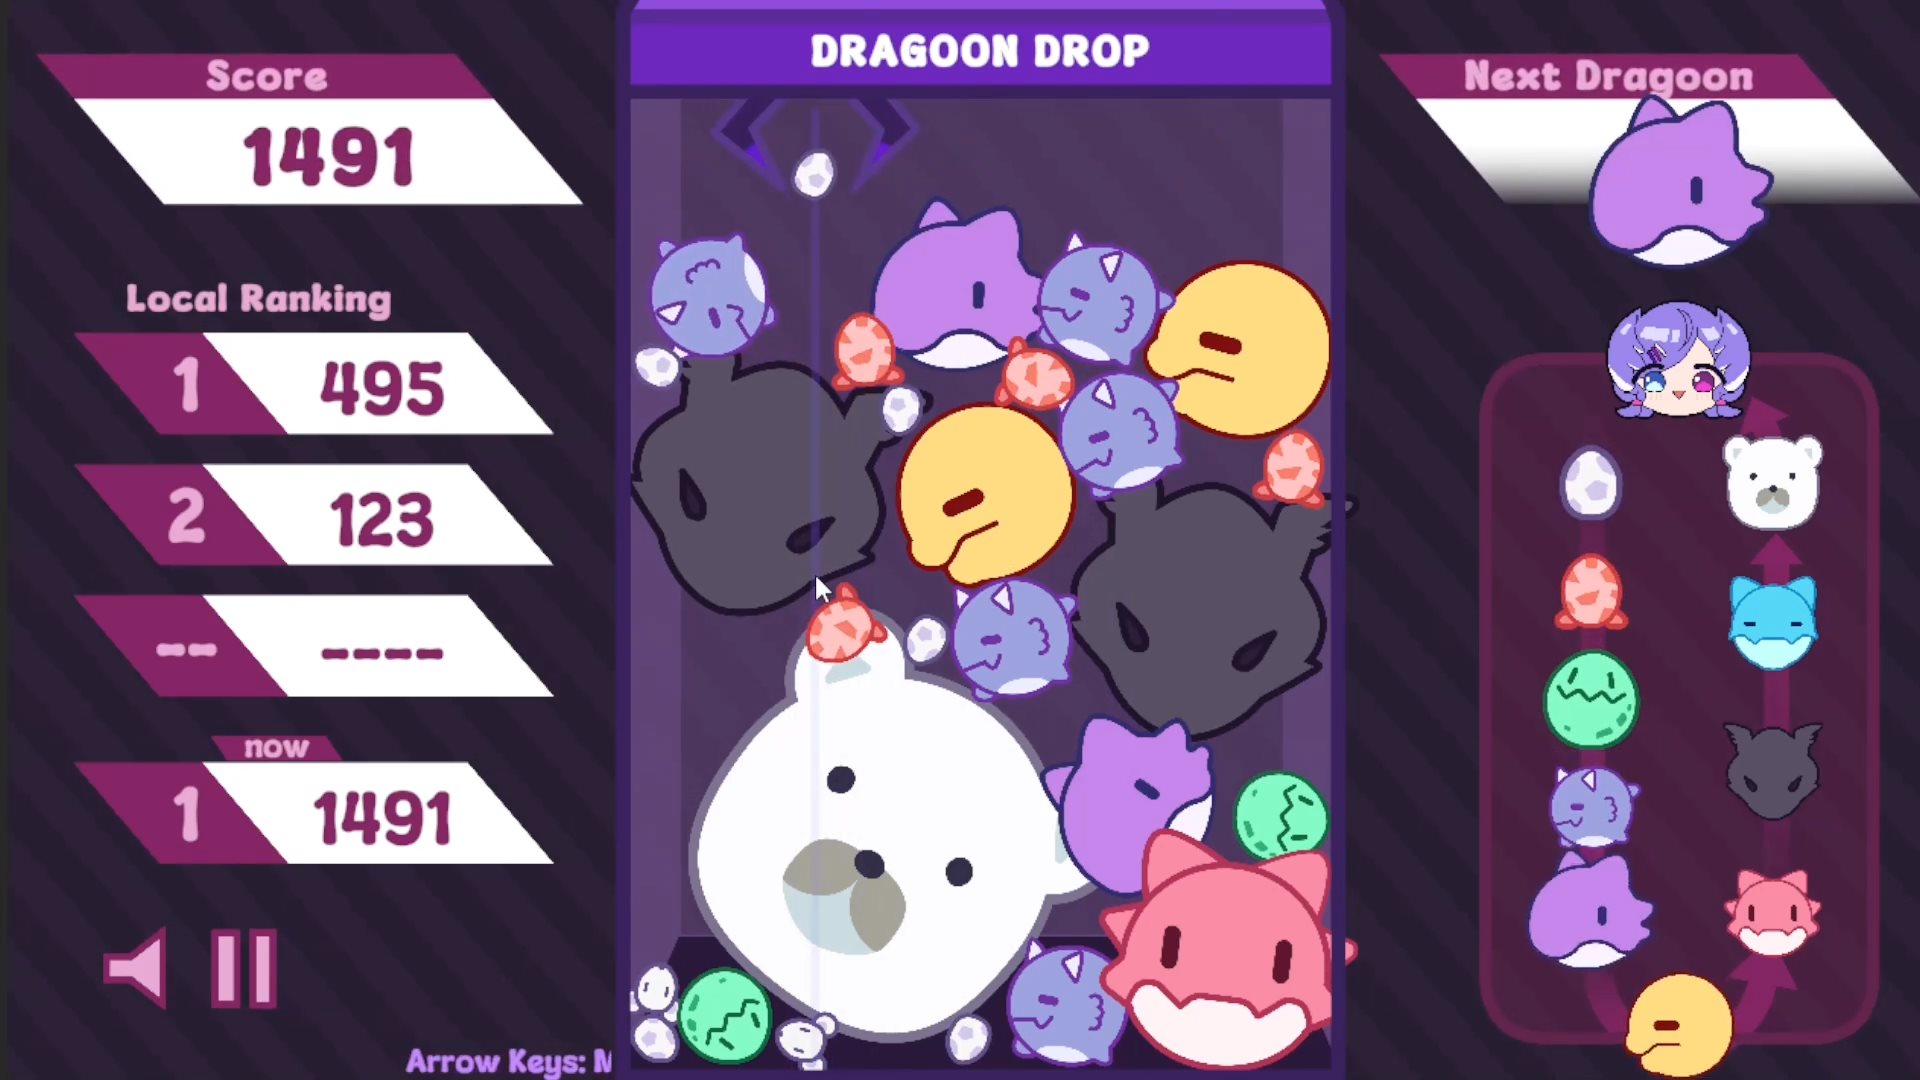 DRAGOON DROP
Score
1491
Next Dragoon
Local Ranking
1 495
2 123
-- ----
now
1 1491
Arrow Keys: M